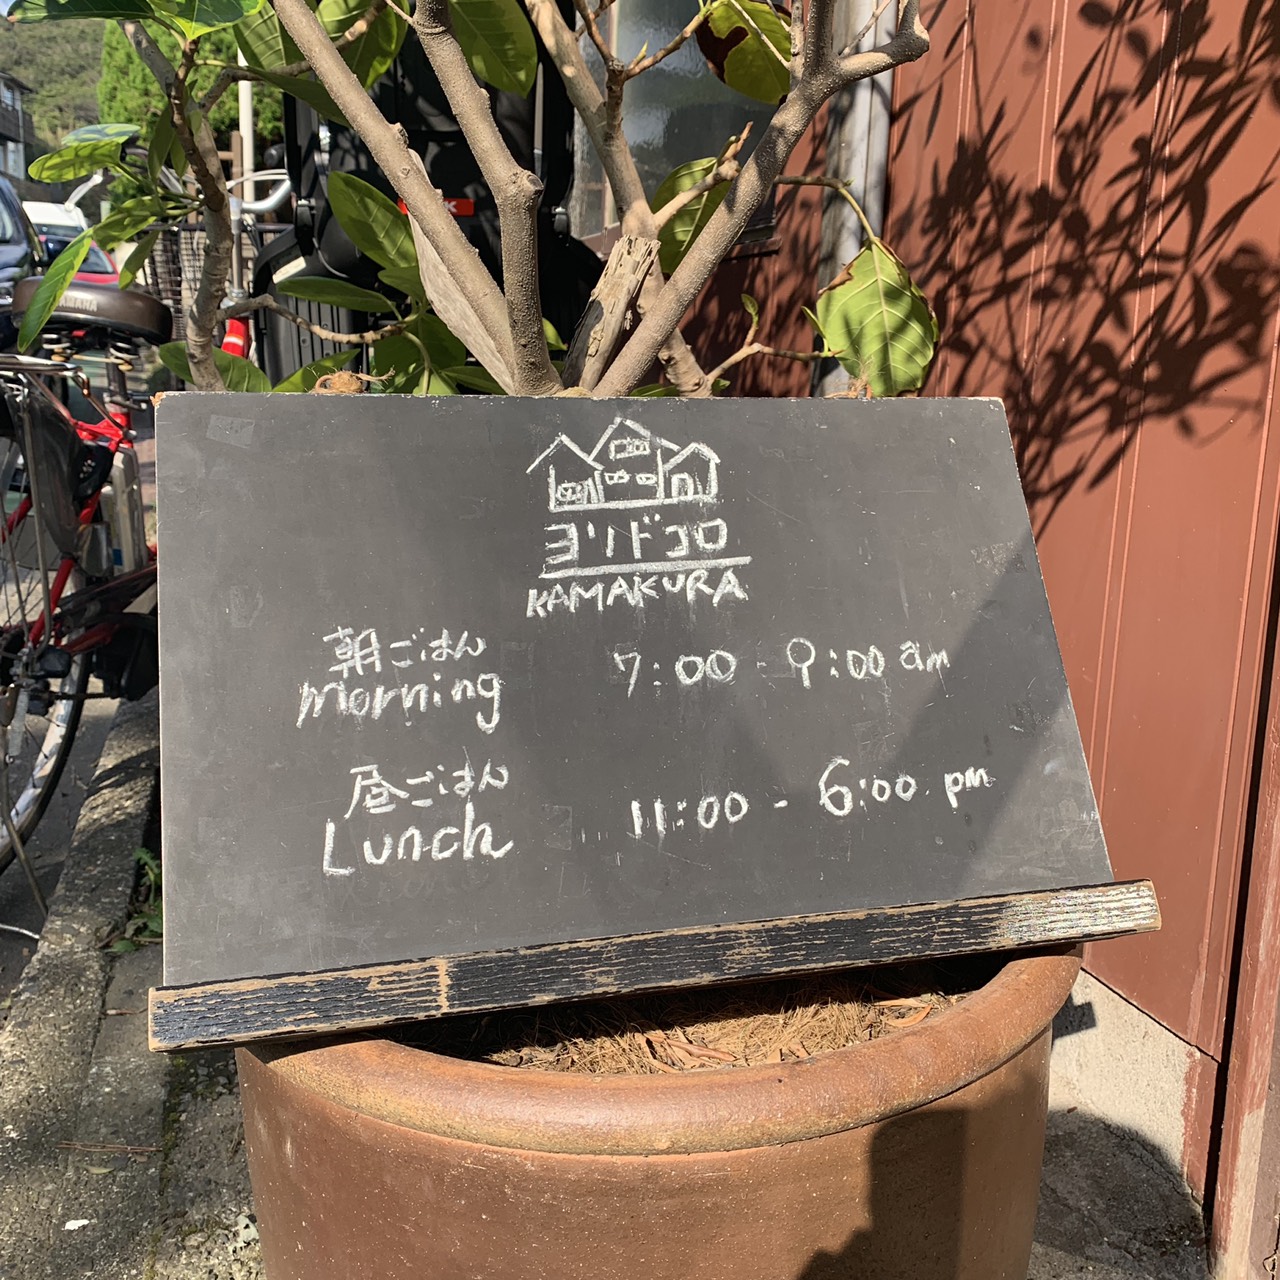 ヨリドコロ
KAMAKURA
朝ごはん 7:00 - 9:00 am
morning
昼ごはん 11:00 - 6:00 pm
Lunch
YAMAHA